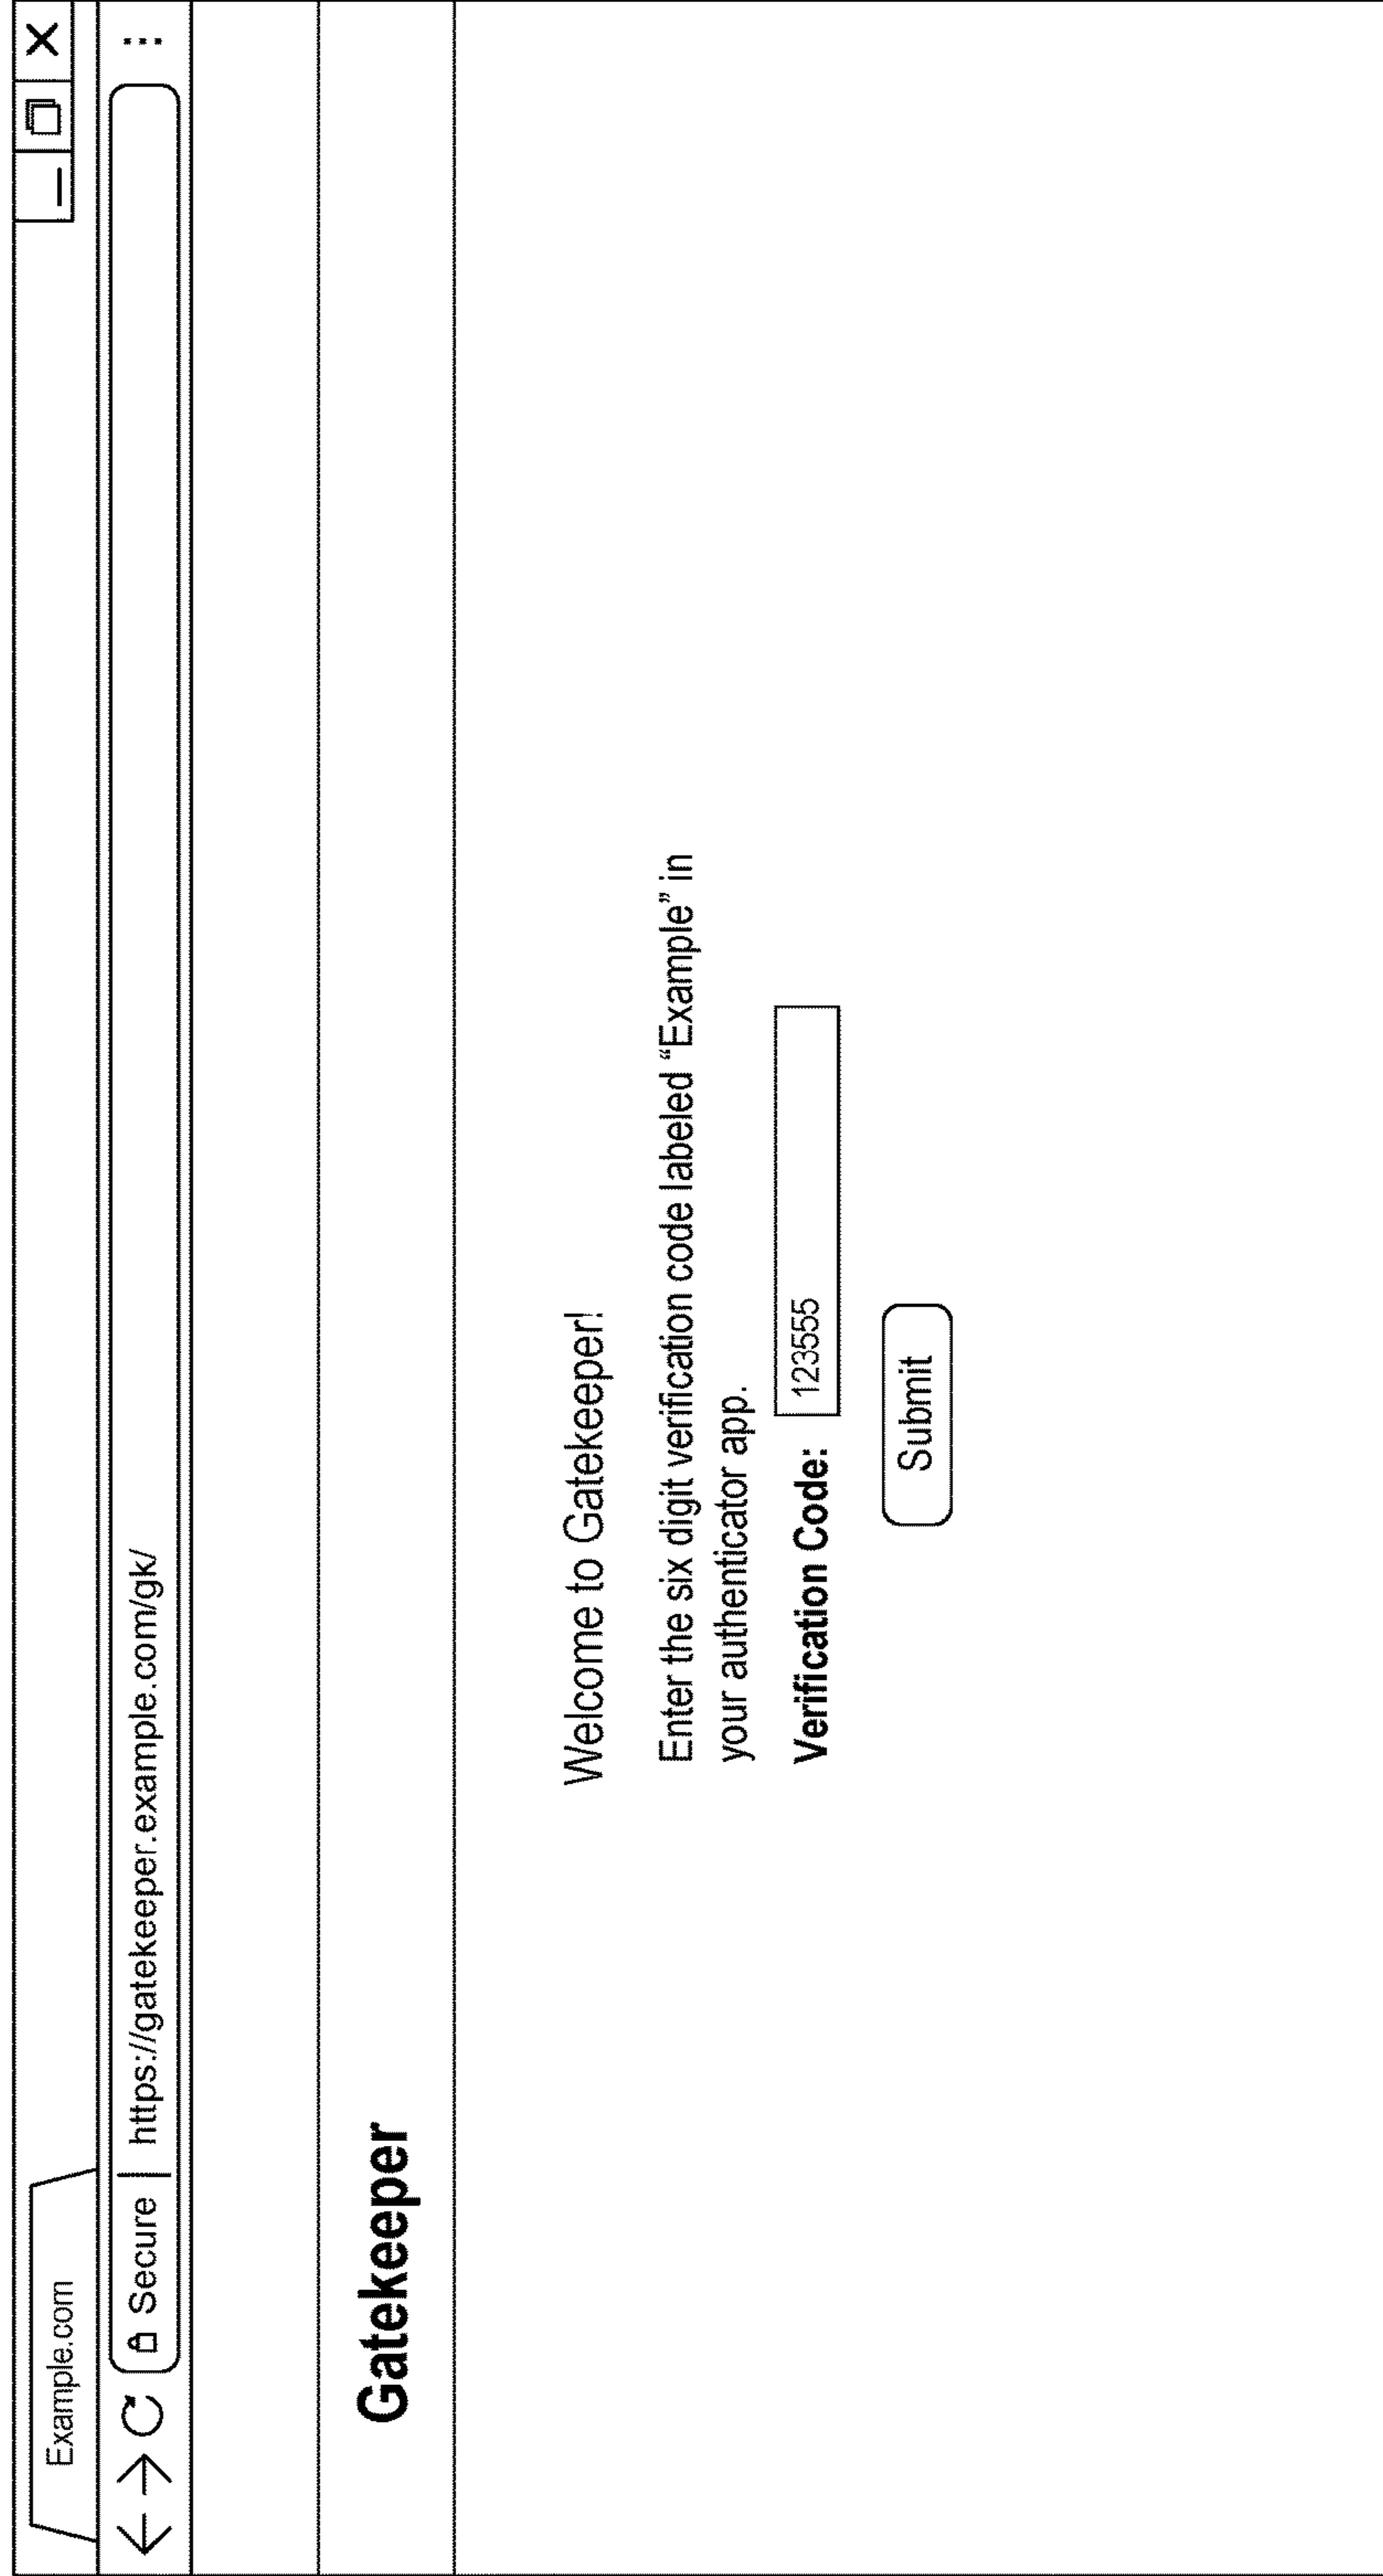 Example.com
Secure | https://gatekeeper.example.com/gk/
Gatekeeper
Welcome to Gatekeeper!
Enter the six digit verification code labeled “Example” in
your authenticator app.
Verification Code: 123555
Submit